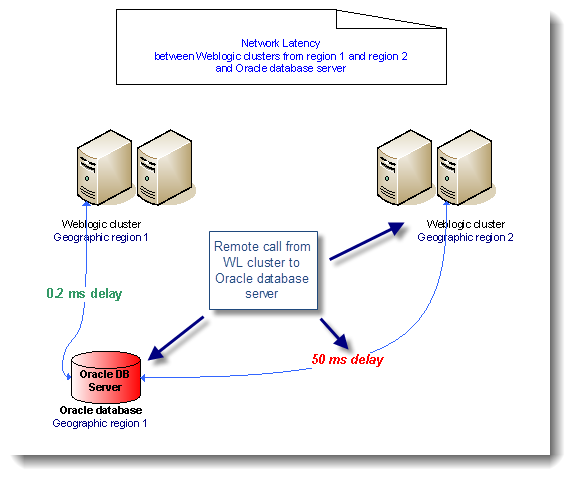 Network Latency
between Weblogic clusters from region 1 and region 2
and Oracle database server
Weblogic cluster
Geographic region 1
Weblogic cluster
Geographic region 2
Remote call from
WL cluster to
Oracle database
server
0.2 ms delay
50 ms delay
Oracle DB
Server
Oracle database
Geographic region 1